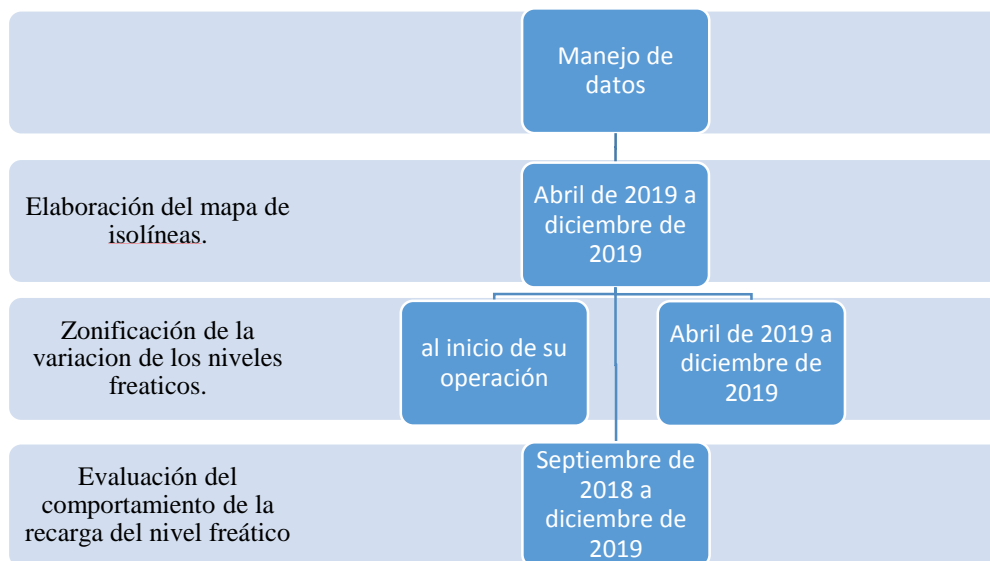 Manejo de
datos
Elaboración del mapa de
isolíneas.
Abril de 2019 a
diciembre de
2019
Zonificación de la
variacion de los niveles
freaticos.
al inicio de su
operación
Abril de 2019 a
diciembre de
2019
Evaluación del
comportamiento de la
recarga del nivel freático
Septiembre de
2018 a
diciembre de
2019